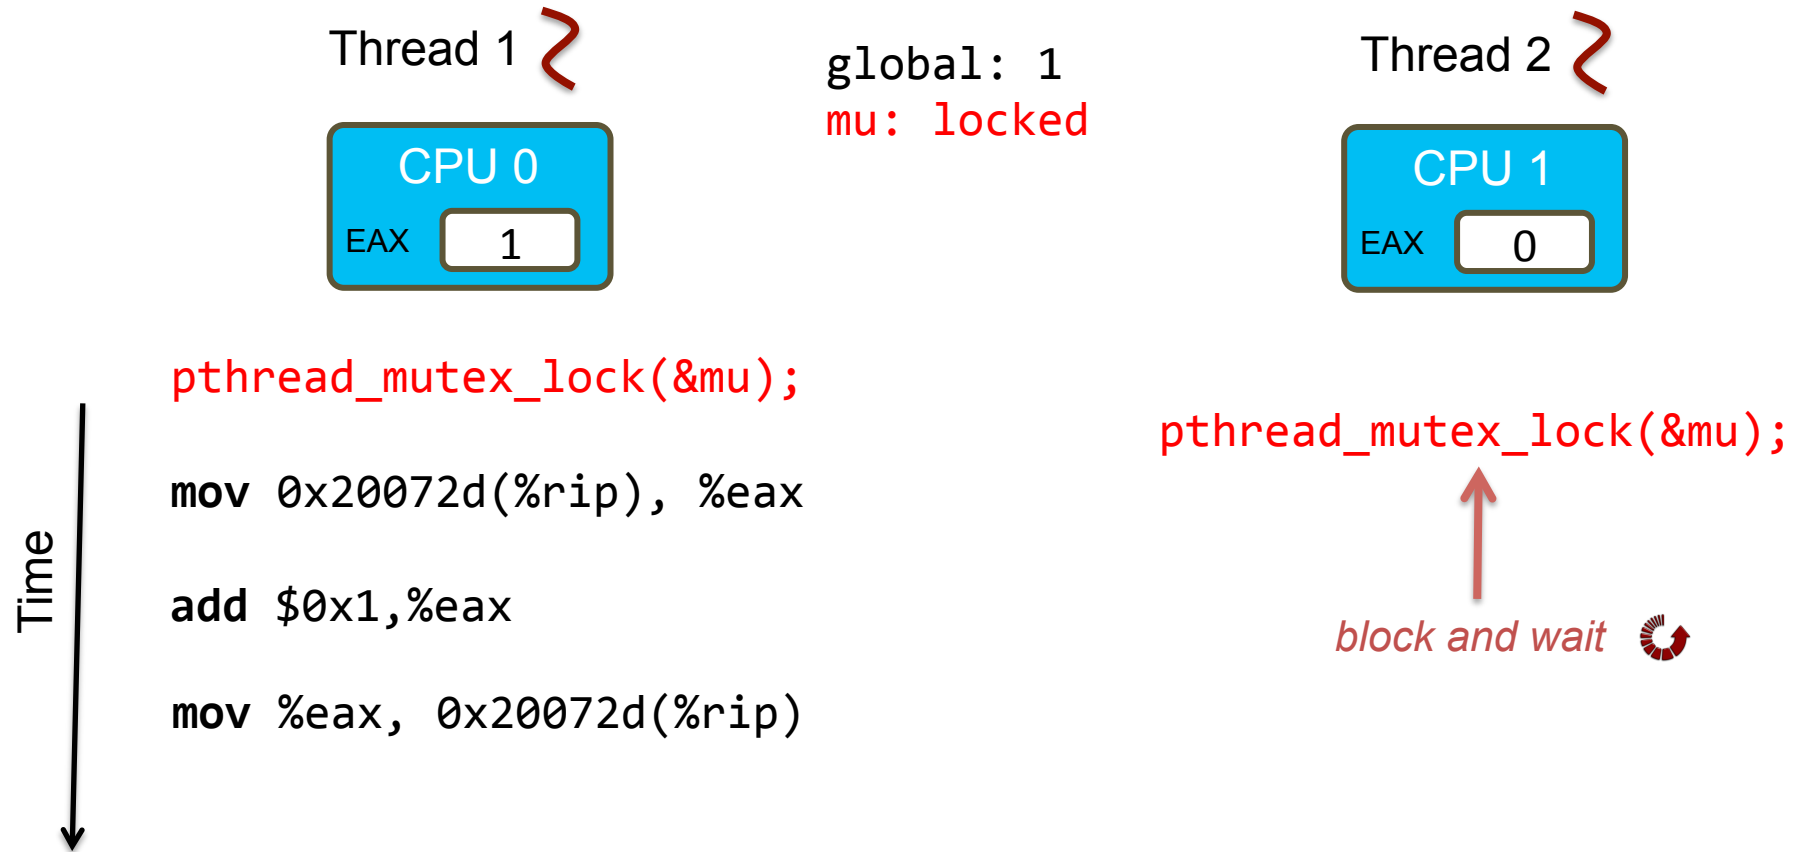 Thread 1
global: 1
mu: locked
Thread 2
CPU 0
EAX 1
CPU 1
EAX 0
pthread_mutex_lock(&mu);
pthread_mutex_lock(&mu);
mov 0x20072d(%rip), %eax
Time
add $0x1,%eax
block and wait
mov %eax, 0x20072d(%rip)